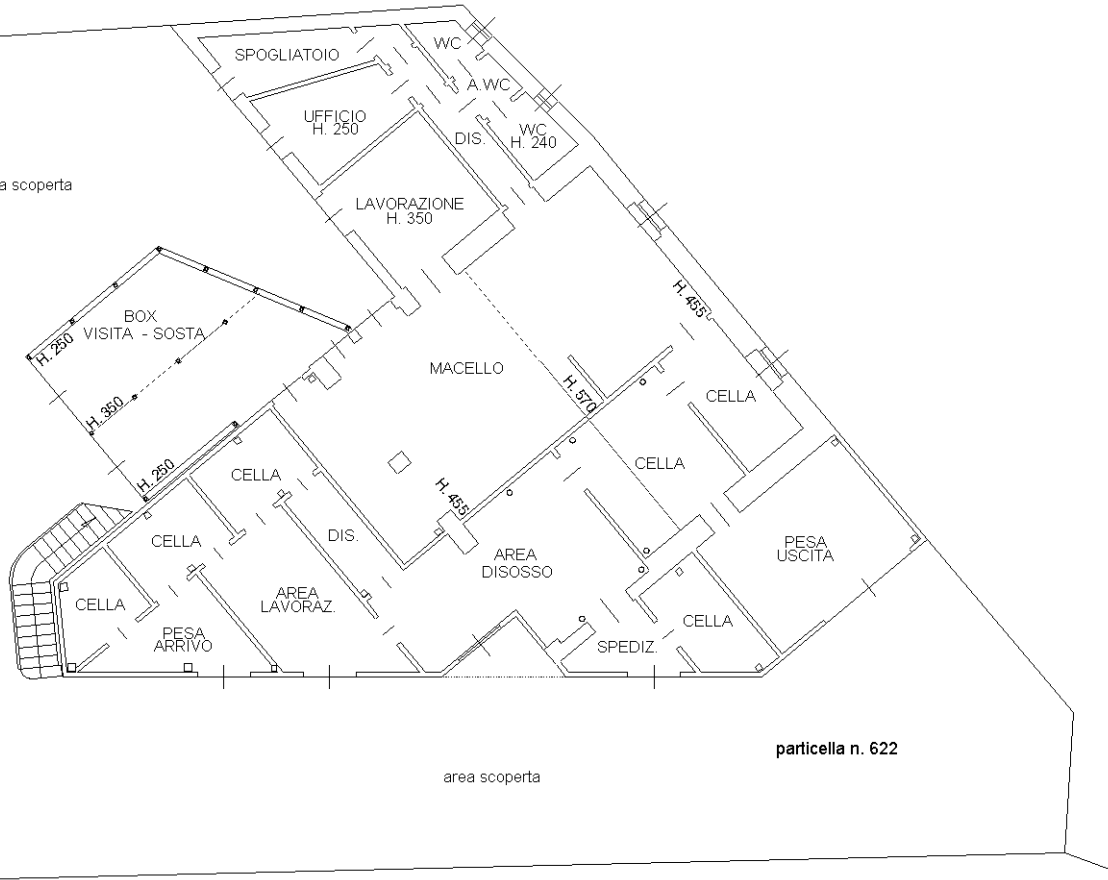 WC
SPOGLIATOIO
A.WC
UFFICIO
H. 250
WC
H. 240
DIS.
a scoperta
LAVORAZIONE
H. 350
H. 455
BOX
VISITA - SOSTA
H. 250
MACELLO
H. 570
CELLA
H. 350
H. 250
CELLA
CELLA
H. 455
DIS.
CELLA
AREA
DISOSSO
PESA
USCITA
AREA
LAVORAZ.
CELLA
PESA
ARRIVO
CELLA
SPEDIZ.
particella n. 622
area scoperta